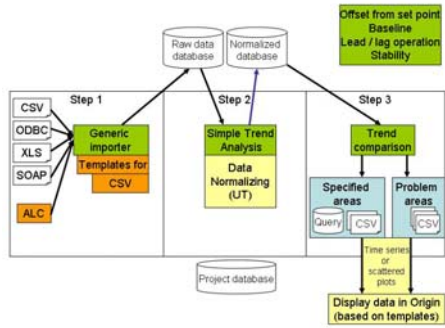 Raw data
database
Normalized
database
Offset from set point
Baseline
Lead / lag operation
Stability
Step 1
Step 2
Step 3
CSV
ODBC
XLS
SOAP
ALC
Generic
importer
Templates for
CSV
Simple Trend
Analysis
Data
Normalizing
(UT)
Trend
comparison
Specified
areas
Query
CSV
Problem
areas
CSV
Time series
or
scattered
plots
Project database
Display data in Origin
(based on templates)